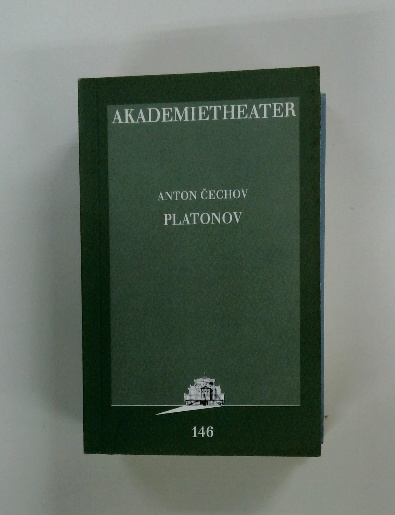 AKADEMIETHEATER
ANTON ČECHOV
PLATONOV
146